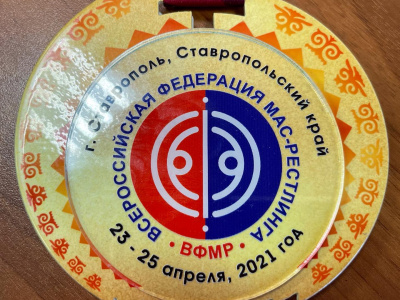 г. Ставрополь, Ставропольский край
ВСЕРОССИЙСКАЯ ФЕДЕРАЦИЯ МАС-РЕСТЛИНГА
• ВФМР •
23 - 25 апреля, 2021 год